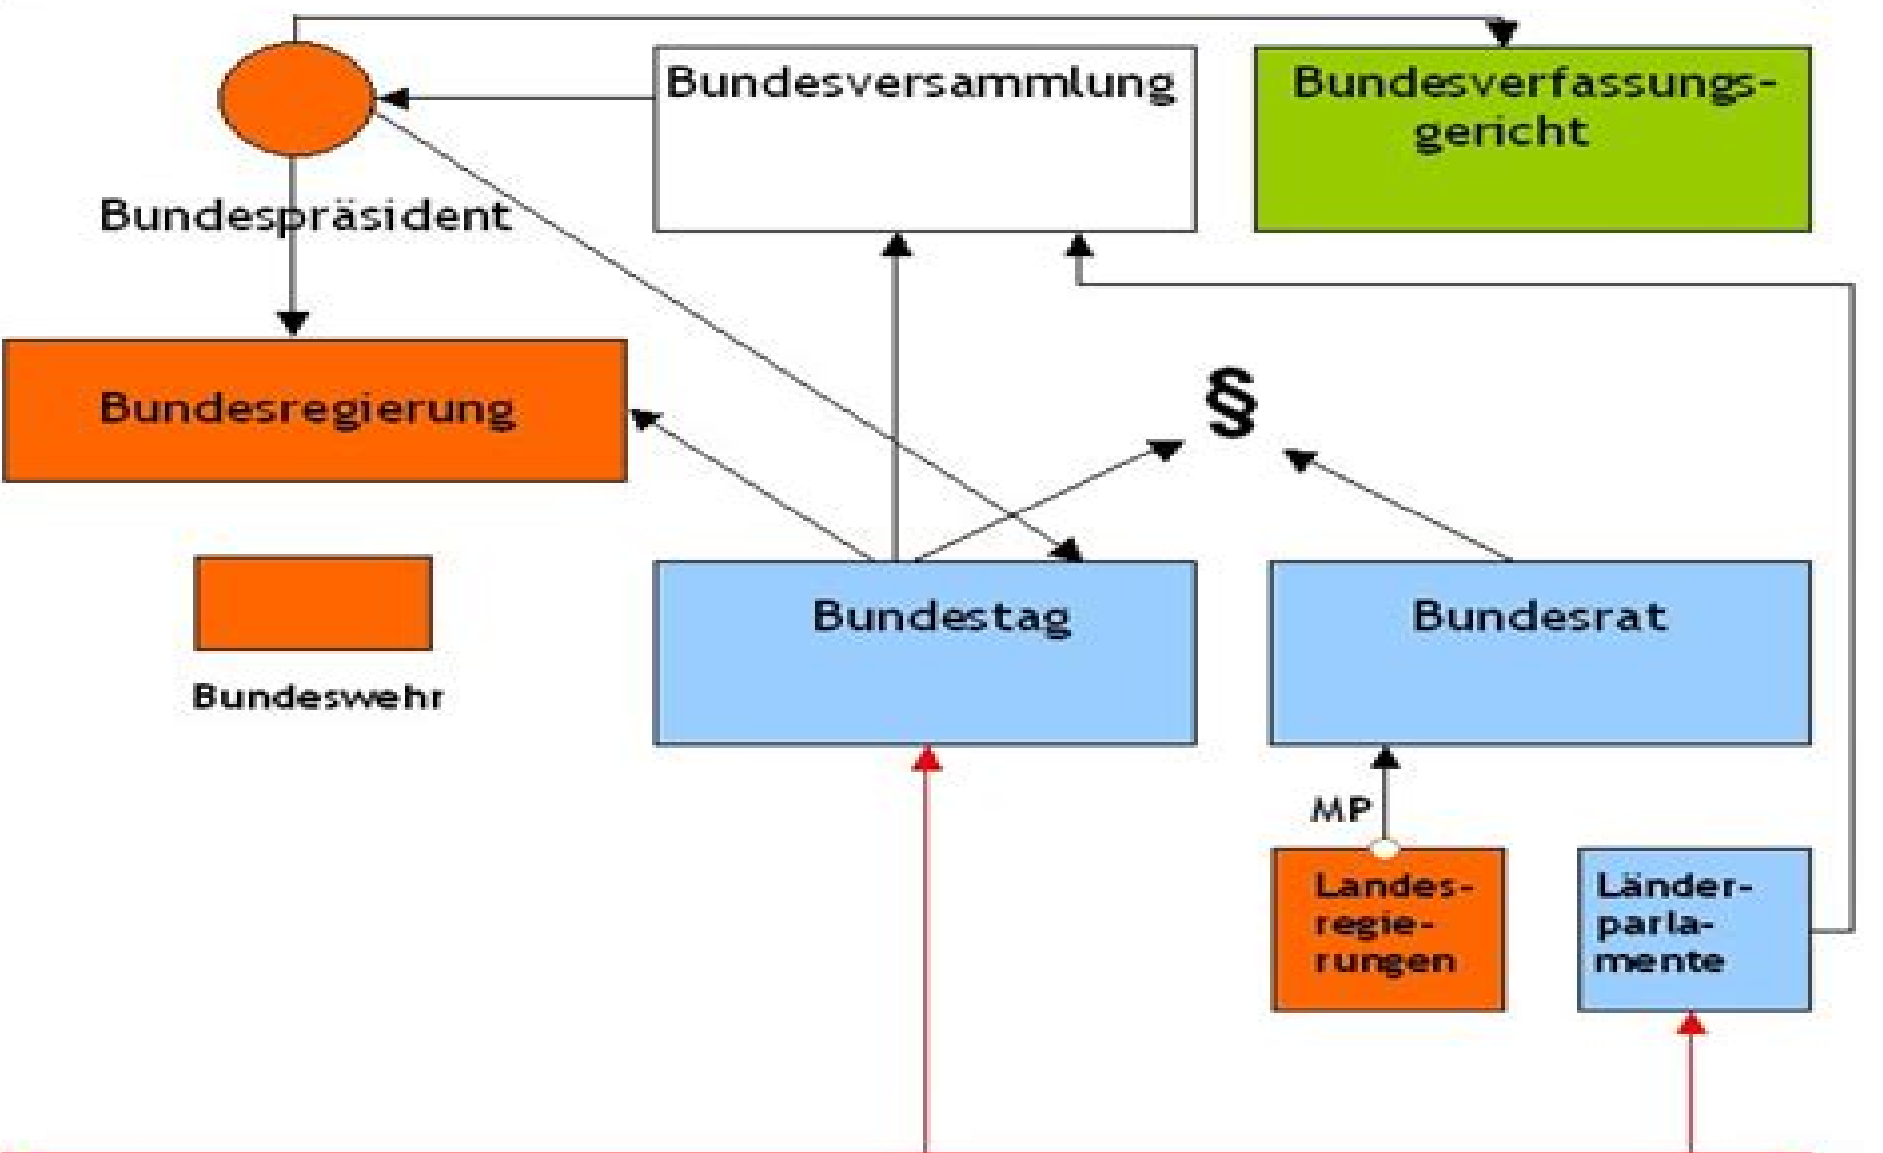 Bundesversammlung
Bundesverfassungs-
gericht
Bundespräsident
Bundesregierung
§
Bundestag
Bundesrat
Bundeswehr
MP
Landes-
regie-
rungen
Länder-
parla-
mente